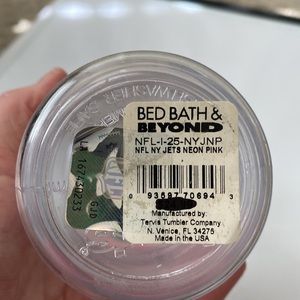 BED BATH &
BEYOND
NFL-I-25-NYJNP
NFL NY JETS NEON PINK
0 93597 70694 3
Manufactured by:
Tervis Tumbler Company
N. Venice, FL 34275
Made in the USA
GJD